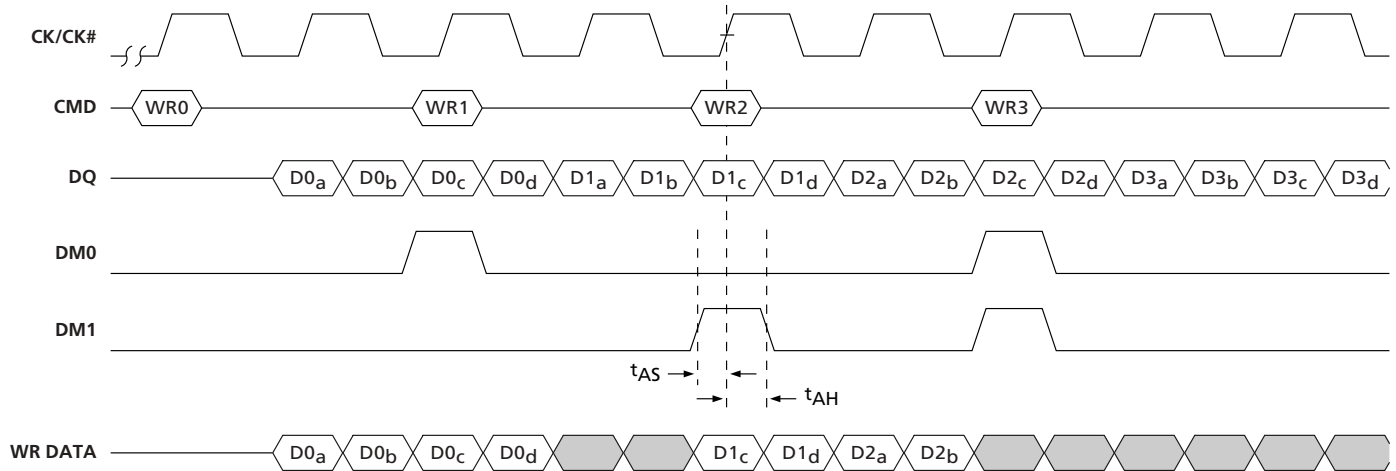 CK/CK#
CMD WR0 WR1 WR2 WR3
DQ D0a D0b D0c D0d D1a D1b D1c D1d D2a D2b D2c D2d D3a D3b D3c D3d
DM0
DM1
tAS
tAH
WR DATA D0a D0b D0c D0d D1c D1d D2a D2b